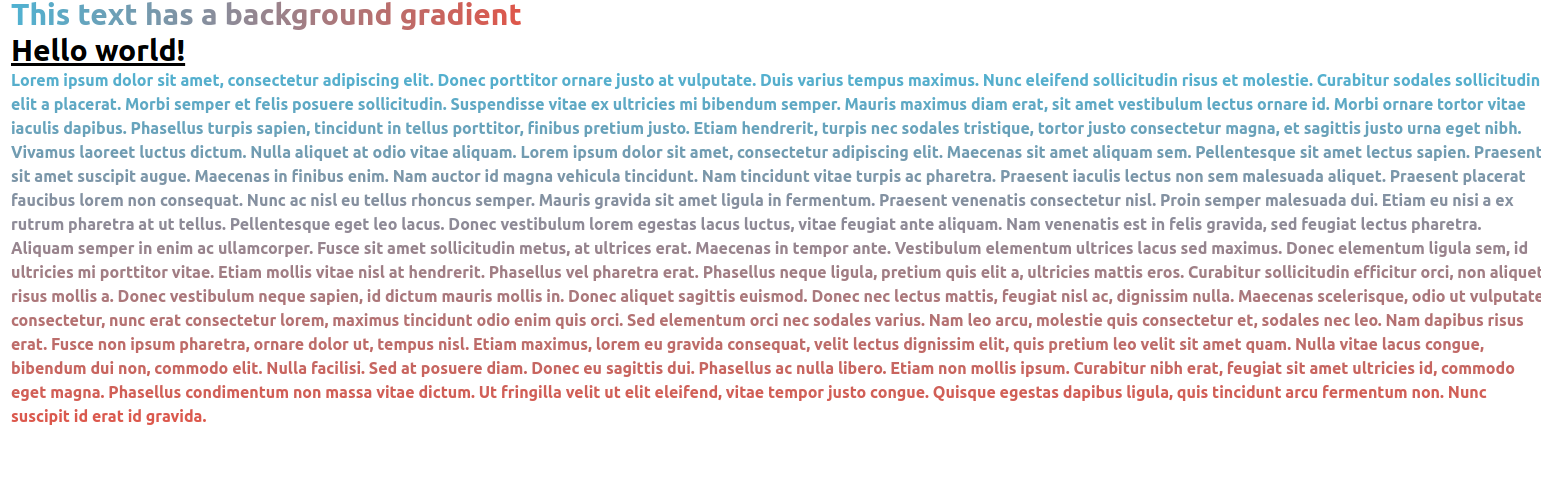 This text has a background gradient
Hello world!
Lorem ipsum dolor sit amet, consectetur adipiscing elit. Donec porttitor ornare justo at vulputate. Duis varius tempus maximus. Nunc eleifend sollicitudin risus et molestie. Curabitur sodales sollicitudin
elit a placerat. Morbi semper et felis posuere sollicitudin. Suspendisse vitae ex ultricies mi bibendum semper. Mauris maximus diam erat, sit amet vestibulum lectus ornare id. Morbi ornare tortor vitae
iaculis dapibus. Phasellus turpis sapien, tincidunt in tellus porttitor, finibus pretium justo. Etiam hendrerit, turpis nec sodales tristique, tortor justo consectetur magna, et sagittis justo urna eget nibh.
Vivamus laoreet luctus dictum. Nulla aliquet at odio vitae aliquam. Lorem ipsum dolor sit amet, consectetur adipiscing elit. Maecenas sit amet aliquam sem. Pellentesque sit amet lectus sapien. Praesent
sit amet suscipit augue. Maecenas in finibus enim. Nam auctor id magna vehicula tincidunt. Nam tincidunt vitae turpis ac pharetra. Praesent iaculis lectus non sem malesuada aliquet. Praesent placerat
faucibus lorem non consequat. Nunc ac nisl eu tellus rhoncus semper. Mauris gravida sit amet ligula in fermentum. Praesent venenatis consectetur nisl. Proin semper malesuada dui. Etiam eu nisi a ex
rutrum pharetra at ut tellus. Pellentesque eget leo lacus. Donec vestibulum lorem egestas lacus luctus, vitae feugiat ante aliquam. Nam venenatis est in felis gravida, sed feugiat lectus pharetra.
Aliquam semper in enim ac ullamcorper. Fusce sit amet sollicitudin metus, at ultrices erat. Maecenas in tempor ante. Vestibulum elementum ultrices lacus sed maximus. Donec elementum ligula sem, id
ultricies mi porttitor vitae. Etiam mollis vitae nisl at hendrerit. Phasellus vel pharetra erat. Phasellus neque ligula, pretium quis elit a, ultricies mattis eros. Curabitur sollicitudin efficitur orci, non aliquet
risus mollis a. Donec vestibulum neque sapien, id dictum mauris mollis in. Donec aliquet sagittis euismod. Donec nec lectus mattis, feugiat nisl ac, dignissim nulla. Maecenas scelerisque, odio ut vulputate
consectetur, nunc erat consectetur lorem, maximus tincidunt odio enim quis orci. Sed elementum orci nec sodales varius. Nam leo arcu, molestie quis consectetur et, sodales nec leo. Nam dapibus risus
erat. Fusce non ipsum pharetra, ornare dolor ut, tempus nisl. Etiam maximus, lorem eu gravida consequat, velit lectus dignissim elit, quis pretium leo velit sit amet quam. Nulla vitae lacus congue,
bibendum dui non, commodo elit. Nulla facilisi. Sed at posuere diam. Donec eu sagittis dui. Phasellus ac nulla libero. Etiam non mollis ipsum. Curabitur nibh erat, feugiat sit amet ultricies id, commodo
eget magna. Phasellus condimentum non massa vitae dictum. Ut fringilla velit ut elit eleifend, vitae tempor justo congue. Quisque egestas dapibus ligula, quis tincidunt arcu fermentum non. Nunc
suscipit id erat id gravida.